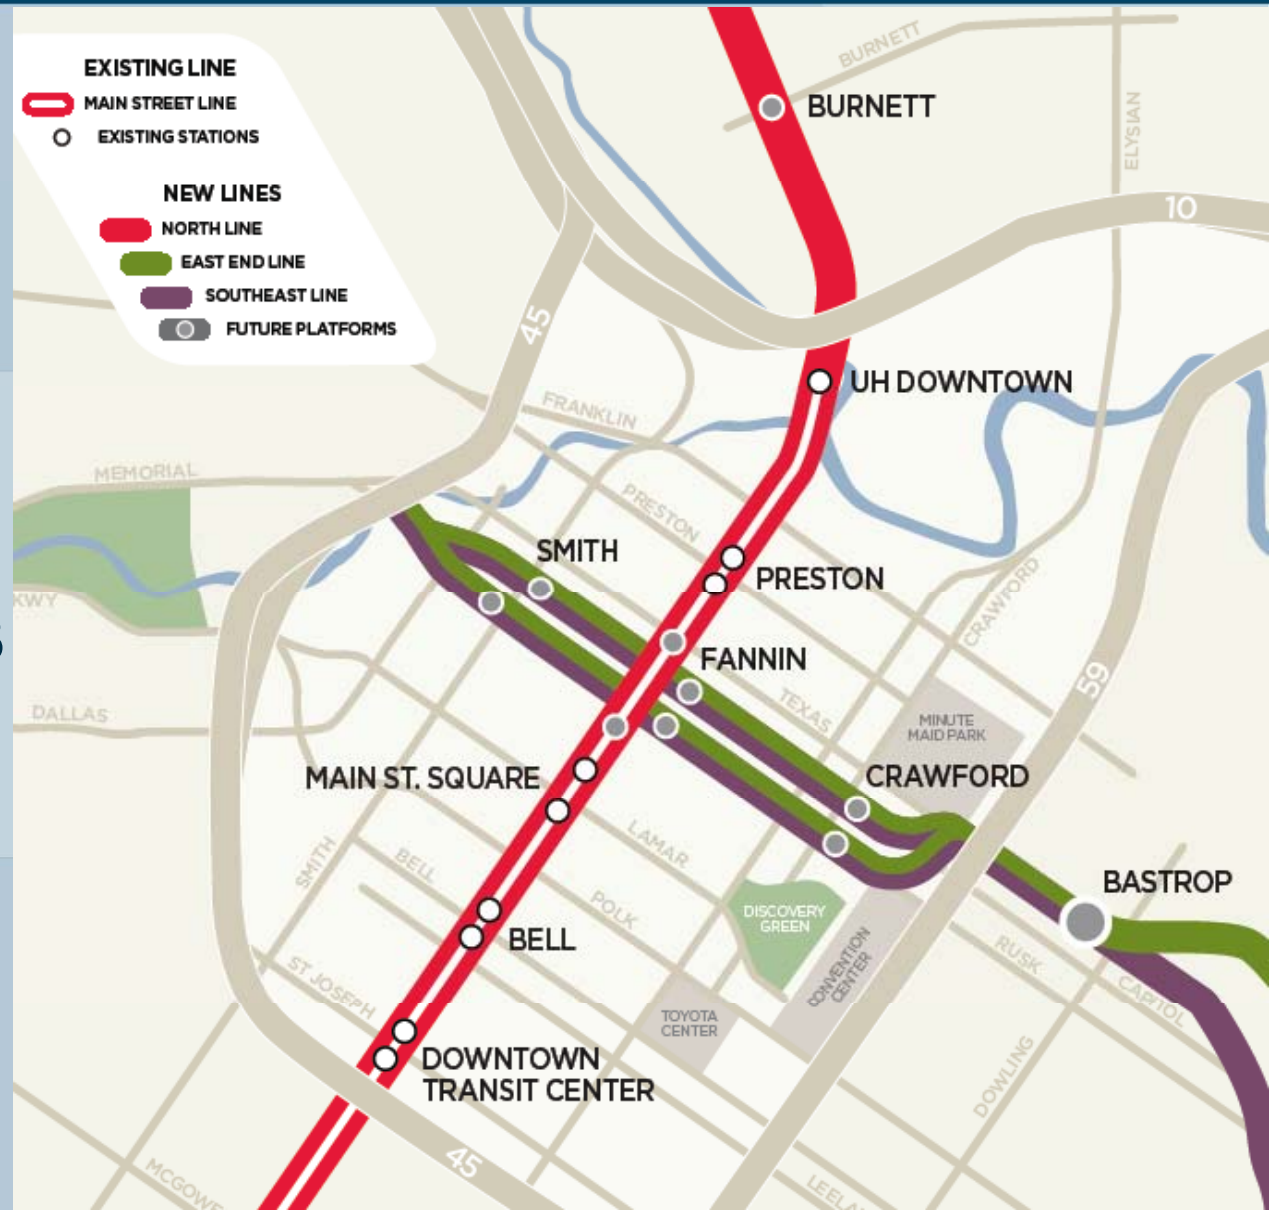 EXISTING LINE
MAIN STREET LINE
EXISTING STATIONS
NEW LINES
NORTH LINE
EAST END LINE
SOUTHEAST LINE
FUTURE PLATFORMS
BURNETT
BURNETT
ELYSIAN
10
45
UH DOWNTOWN
FRANKLIN
MEMORIAL
PRESTON
SMITH
PRESTON
CRAWFORD
KWY
FANNIN
59
DALLAS
TEXAS
MINUTE
MAID PARK
MAIN ST. SQUARE
CRAWFORD
LAMAR
SMITH
BELL
BASTROP
POLK
DISCOVERY
GREEN
BELL
CONVENTION
CENTER
RUSK
ST JOSEPH
CAPITOL
TOYOTA
CENTER
DOWNTOWN
TRANSIT CENTER
DOWLING
45
MCGOWE
LEELA